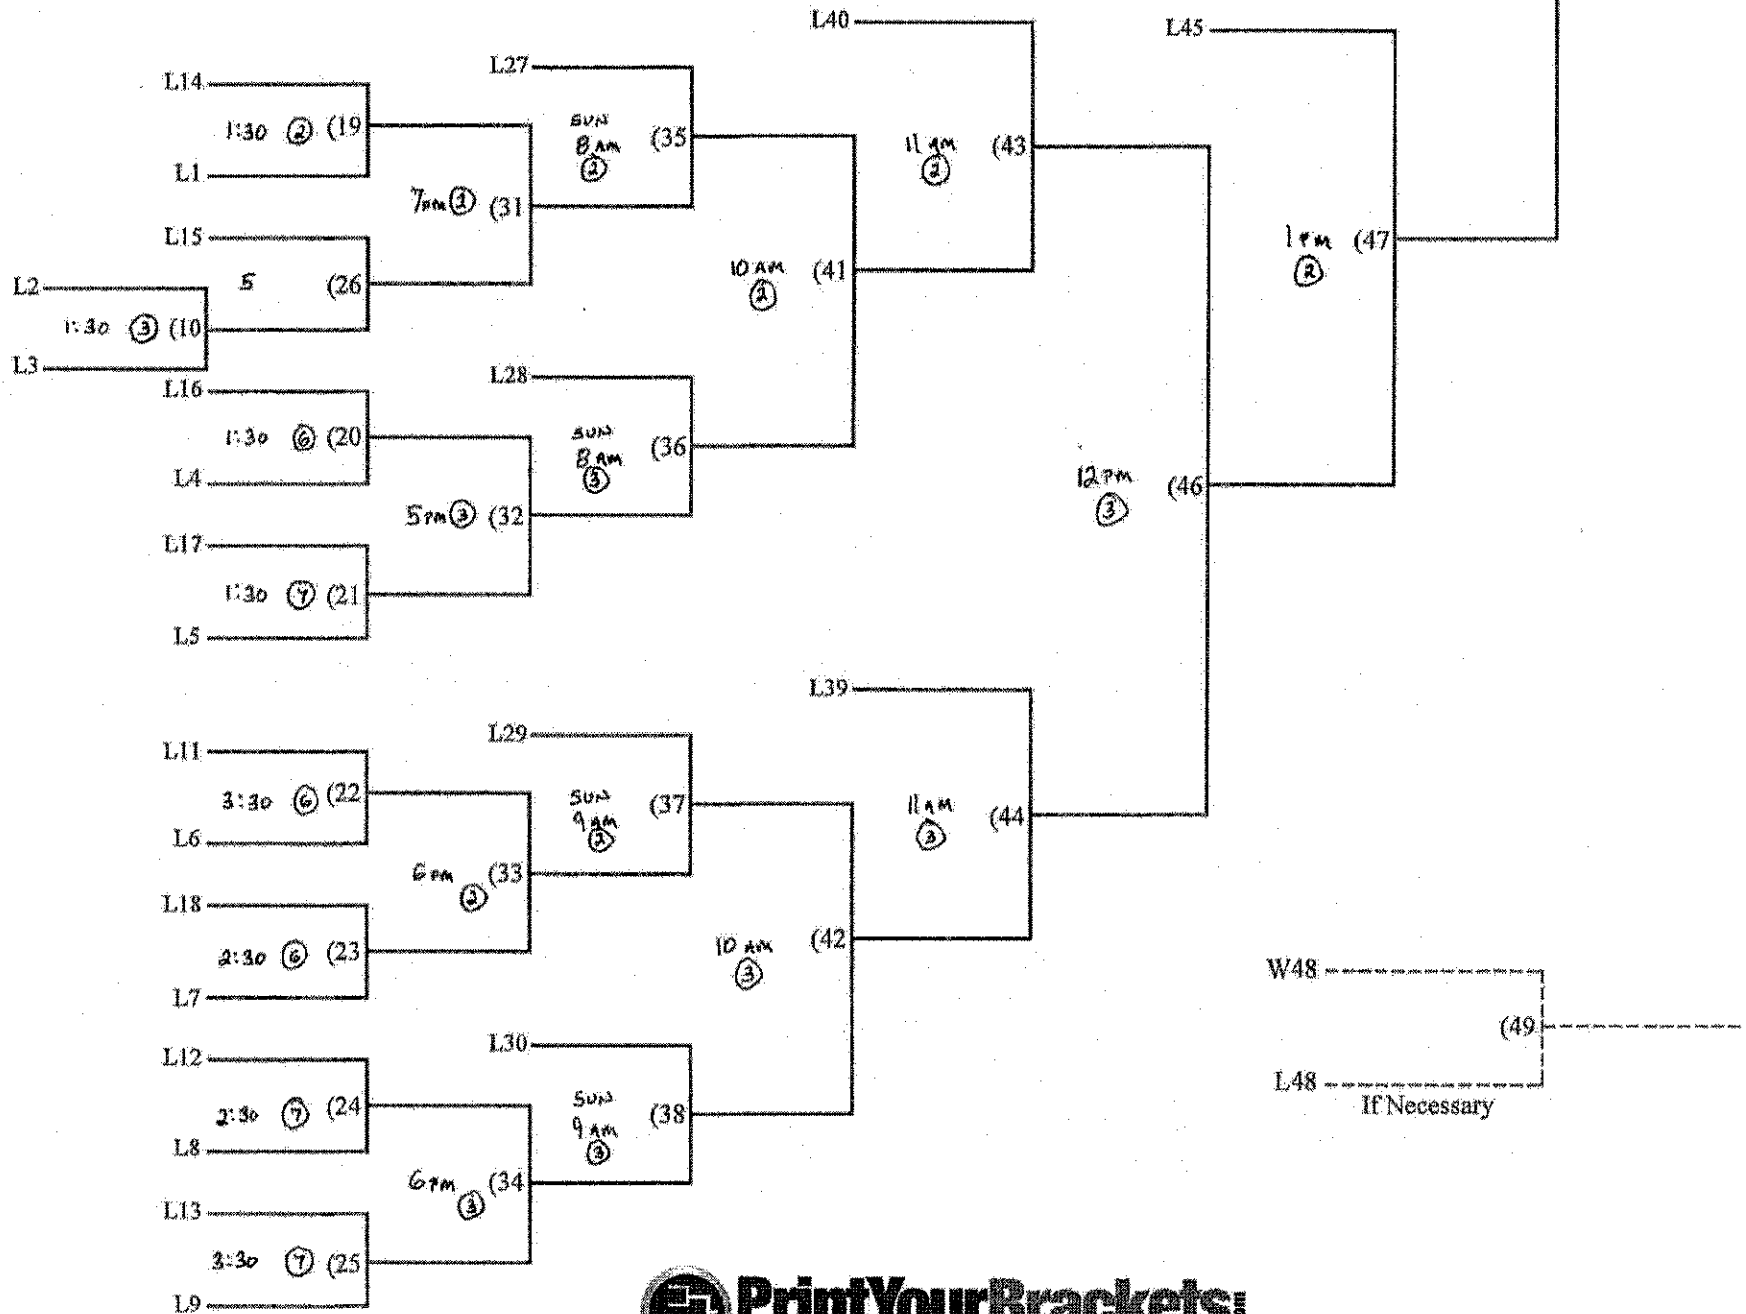 L40
L45
L27
L14
1:30 ② (19
SUN
8 AM
②
(35
11 AM
②
(43
L1
7PM (31
L15
1 PM
②
(47
L2
5 (26
10 AM
②
(41
1:30 ③ (10
L3
L28
L16
1:30 ⑥ (20
SUN
8 AM
③
(36
L4
12 PM
③
(46
5 PM ③ (32
L17
1:30 ⑦ (21
L5
L39
L29
L11
3:30 ⑥ (22
SUN
9 AM
②
(37
11 AM
③
(44
L6
6 PM
②
(33
L18
2:30 ⑥ (23
10 AM
③
(42
L7
W48
(49
L48
If Necessary
L30
L12
2:30 ⑦ (24
SUN
9 AM
③
(38
L8
6 PM
③
(34
L13
3:30 ⑦ (25
L9
PrintYourBrackets